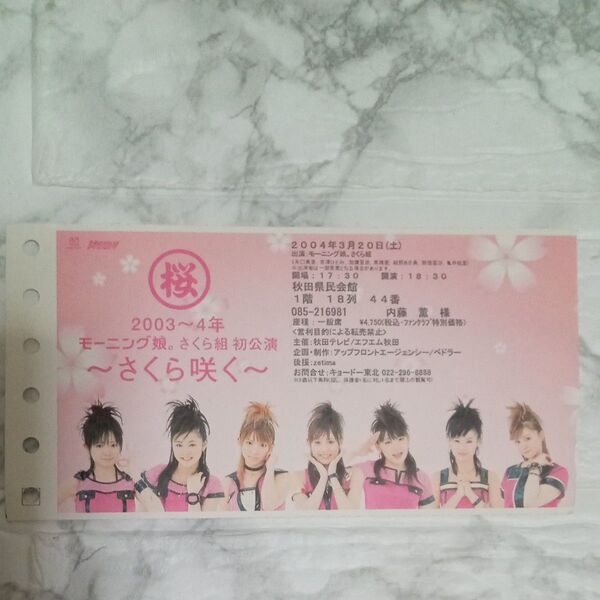 桜
2003～4年
モーニング娘。さくら組 初公演
～さくら咲く～
2004年3月20日(土)
出演:モーニング娘。さくら組
開場:17:30 開演:18:30
秋田県民会館
1階 18列 44番
085-216981 内藤 薫 様
座種:一般席 ¥4,750(税込・ファンクラブ特別価格)
<営利目的による転売禁止>
主催:秋田テレビ/エフエム秋田
企画・制作:アップフロントエージェンシー/ベドラー
後援:zetima
お問合せ:キョードー東北 022-296-8888